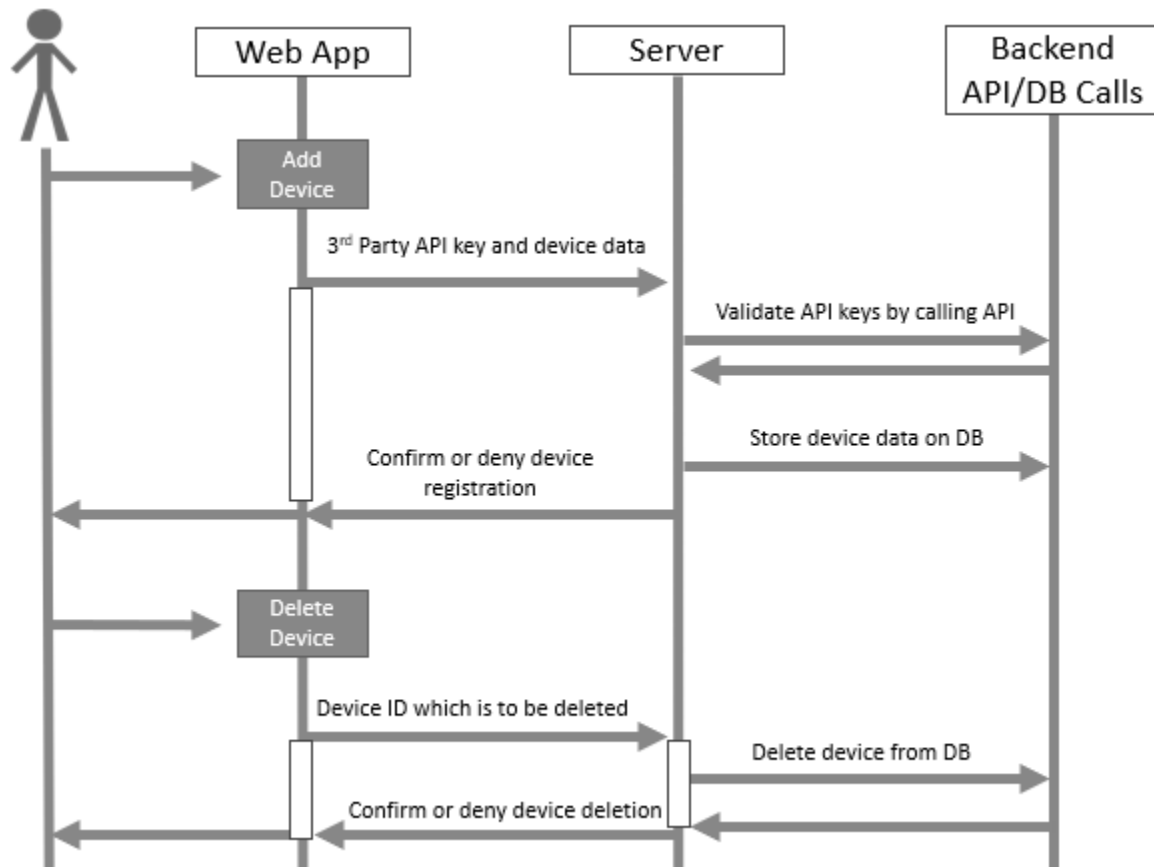 Web App
Server
Backend
API/DB Calls
Add
Device
3rd Party API key and device data
Validate API keys by calling API
Store device data on DB
Confirm or deny device
registration
Delete
Device
Device ID which is to be deleted
Delete device from DB
Confirm or deny device deletion